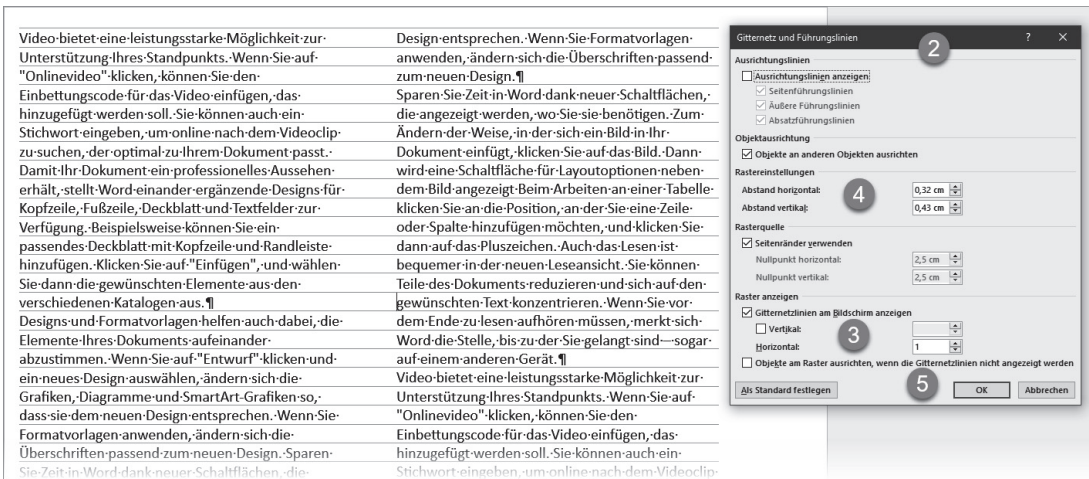 Video·bietet·eine·leistungsstarke·Möglichkeit·zur·
Unterstützung·Ihres·Standpunkts.·Wenn·Sie·auf·
"Onlinevideo"·klicken,·können·Sie·den·
Einbettungscode·für·das·Video·einfügen,·das·
hinzugefügt·werden·soll.·Sie·können·auch·ein·
Stichwort·eingeben,·um·online·nach·dem·Videoclip·
zu·suchen,·der·optimal·zu·Ihrem·Dokument·passt.·
Damit·Ihr·Dokument·ein·professionelles·Aussehen·
erhält,·stellt·Word·einander·ergänzende·Designs·für·
Kopfzeile,·Fußzeile,·Deckblatt·und·Textfelder·zur·
Verfügung.·Beispielsweise·können·Sie·ein·
passendes·Deckblatt·mit·Kopfzeile·und·Randleiste·
hinzufügen.·Klicken·Sie·auf·"Einfügen",·und·wählen·
Sie·dann·die·gewünschten·Elemente·aus·den·
verschiedenen·Katalogen·aus.¶
Designs·und·Formatvorlagen·helfen·auch·dabei,·die·
Elemente·Ihres·Dokuments·aufeinander·
abzustimmen.·Wenn·Sie·auf·"Entwurf"·klicken·und·
ein·neues·Design·auswählen,·ändern·sich·die·
Grafiken,·Diagramme·und·SmartArt-Grafiken·so,·
dass·sie·dem·neuen·Design·entsprechen.·Wenn·Sie·
Formatvorlagen·anwenden,·ändern·sich·die·
Überschriften·passend·zum·neuen·Design.·Sparen·
Sie·Zeit·in·Word·dank·neuer·Schaltflächen,·die·
Design·entsprechen.·Wenn·Sie·Formatvorlagen·
anwenden,·ändern·sich·die·Überschriften·passend·
zum·neuen·Design.¶
Sparen·Sie·Zeit·in·Word·dank·neuer·Schaltflächen,·
die·angezeigt·werden,·wo·Sie·sie·benötigen.·Zum·
Ändern·der·Weise,·in·der·sich·ein·Bild·in·Ihr·
Dokument·einfügt,·klicken·Sie·auf·das·Bild.·Dann·
wird·eine·Schaltfläche·für·Layoutoptionen·neben·
dem·Bild·angezeigt·Beim·Arbeiten·an·einer·Tabelle·
klicken·Sie·an·die·Position,·an·der·Sie·eine·Zeile·
oder·Spalte·hinzufügen·möchten,·und·klicken·Sie·
dann·auf·das·Pluszeichen.·Auch·das·Lesen·ist·
bequemer·in·der·neuen·Leseansicht.·Sie·können·
Teile·des·Dokuments·reduzieren·und·sich·auf·den·
gewünschten·Text·konzentrieren.·Wenn·Sie·vor·
dem·Ende·zu·lesen·aufhören·müssen,·merkt·sich·
Word·die·Stelle,·bis·zu·der·Sie·gelangt·sind·–·sogar·
auf·einem·anderen·Gerät.¶
Video·bietet·eine·leistungsstarke·Möglichkeit·zur·
Unterstützung·Ihres·Standpunkts.·Wenn·Sie·auf·
"Onlinevideo"·klicken,·können·Sie·den·
Einbettungscode·für·das·Video·einfügen,·das·
hinzugefügt·werden·soll.·Sie·können·auch·ein·
Stichwort·eingeben,·um·online·nach·dem·Videoclip·
Gitternetz und Führungslinien 2 ? ×
Ausrichtungslinien
Ausrichtungslinien anzeigen
Seitenführungslinien
Äußere Führungslinien
Absatzführungslinien
Objektausrichtung
Objekte an anderen Objekten ausrichten
Rastereinstellungen
Abstand horizontal: 4 0,32 cm
Abstand vertikal: 0,43 cm
Rasterquelle
Seitenränder verwenden
Nullpunkt horizontal: 2,5 cm
Nullpunkt vertikal: 2,5 cm
Raster anzeigen
Gitternetzlinien am Bildschirm anzeigen
Vertikal: 3
Horizontal: 1
Objekte am Raster ausrichten, wenn die Gitternetzlinien nicht angezeigt werden
Als Standard festlegen 5 OK Abbrechen